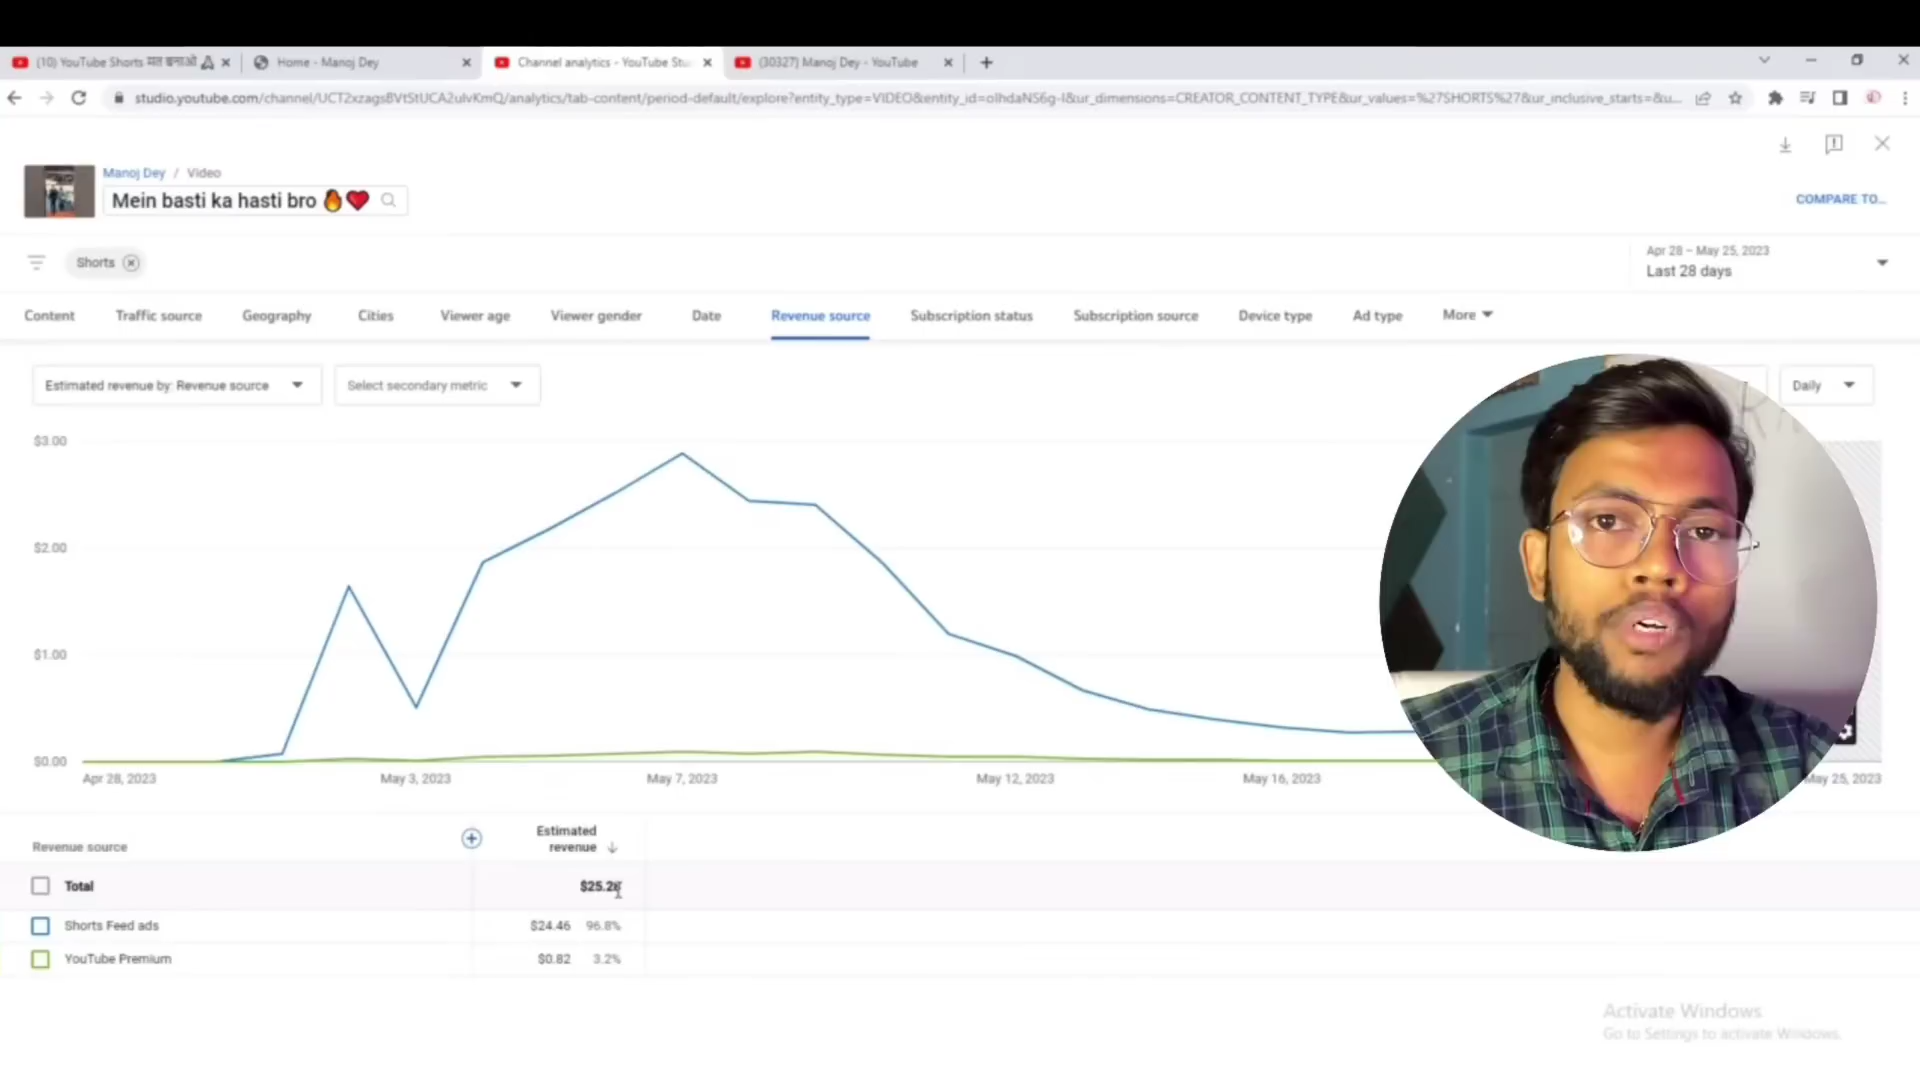 (10) YouTube Shorts मत बनाओ
Home - Manoj Dey
Channel analytics - YouTube Stu
(30327) Manoj Dey - YouTube
studio.youtube.com/channel/UCT2xzagsBVtStUCA2ulvKmQ/analytics/tab-content/period-default/explore?entity_type=VIDEO&entity_id=olhdaNS6g-I&ur_dimensions=CREATOR_CONTENT_TYPE&ur_values=%27SHORTS%27&ur_inclusive_starts=&u...
Manoj Dey / Video
Mein basti ka hasti bro 🔥❤️
COMPARE TO...
Shorts
Apr 28 – May 25, 2023
Last 28 days
Content Traffic source Geography Cities Viewer age Viewer gender Date Revenue source Subscription status Subscription source Device type Ad type More
Estimated revenue by: Revenue source
Select secondary metric
Daily
$3.00
$2.00
$1.00
$0.00
Apr 28, 2023 May 3, 2023 May 7, 2023 May 12, 2023 May 16, 2023 May 25, 2023
Revenue source
Estimated
revenue
Total $25.28
Shorts Feed ads $24.46 96.8%
YouTube Premium $0.82 3.2%
Activate Windows
Go to Settings to activate Windows.